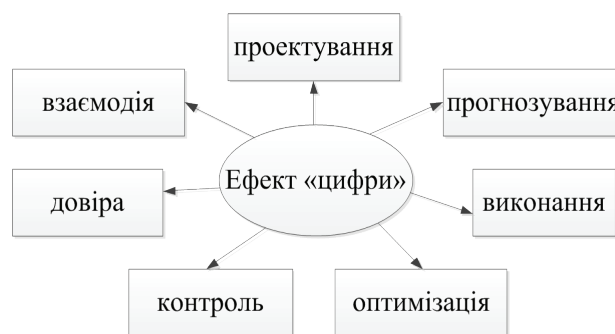 проектування
взаємодія
прогнозування
Ефект «цифри»
довіра
виконання
контроль
оптимізація